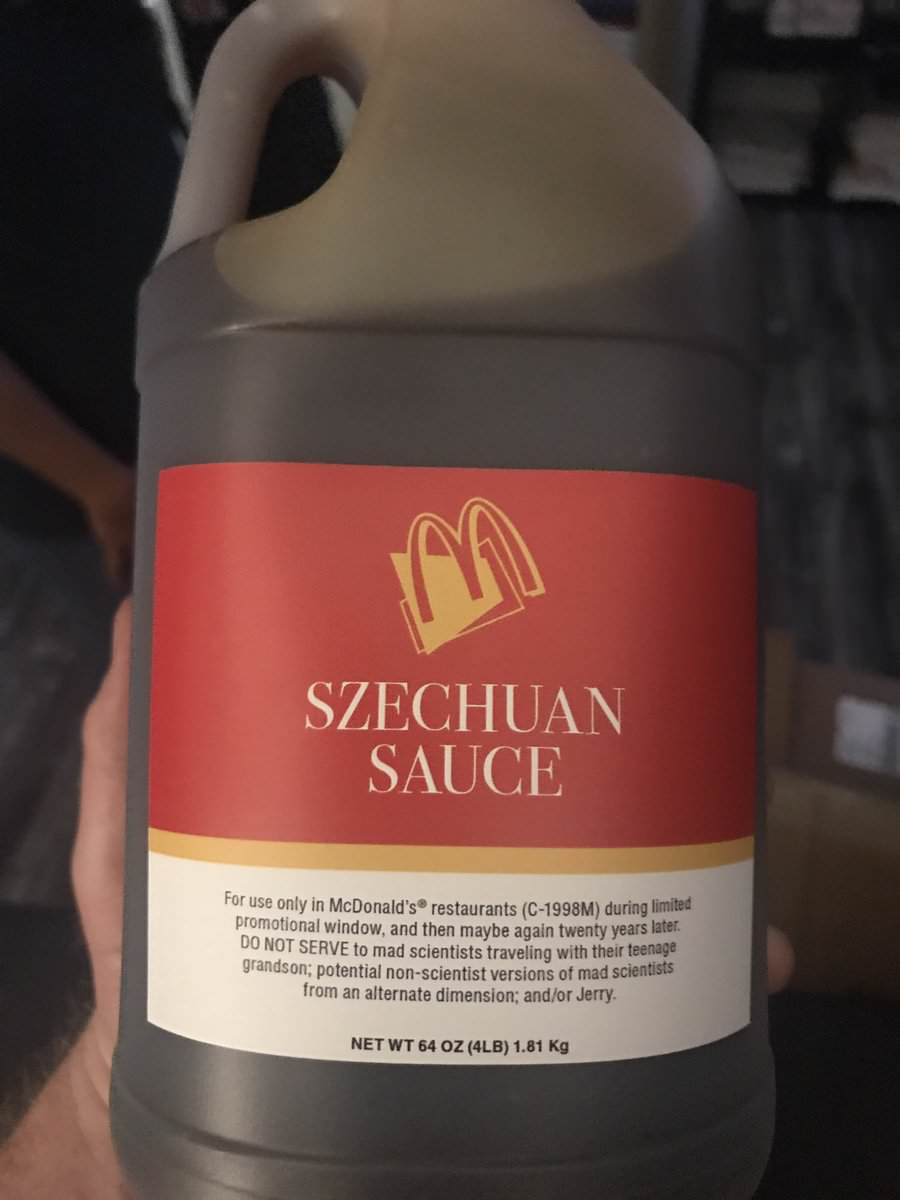 SZECHUAN
SAUCE
For use only in McDonald's® restaurants (C-1998M) during limited
promotional window, and then maybe again twenty years later.
DO NOT SERVE to mad scientists traveling with their teenage
grandson; potential non-scientist versions of mad scientists
from an alternate dimension; and/or Jerry.
NET WT 64 OZ (4LB) 1.81 Kg